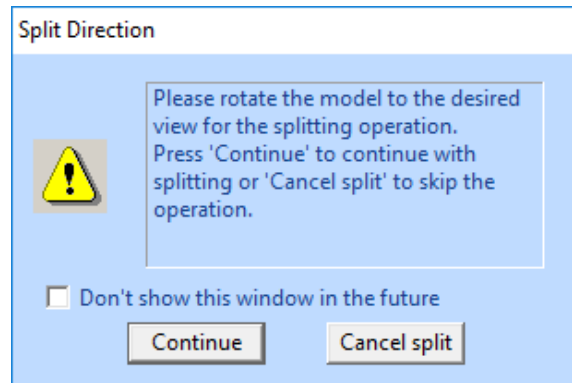 Split Direction
Please rotate the model to the desired
view for the splitting operation.
Press 'Continue' to continue with
splitting or 'Cancel split' to skip the
operation.
Don't show this window in the future
Continue
Cancel split